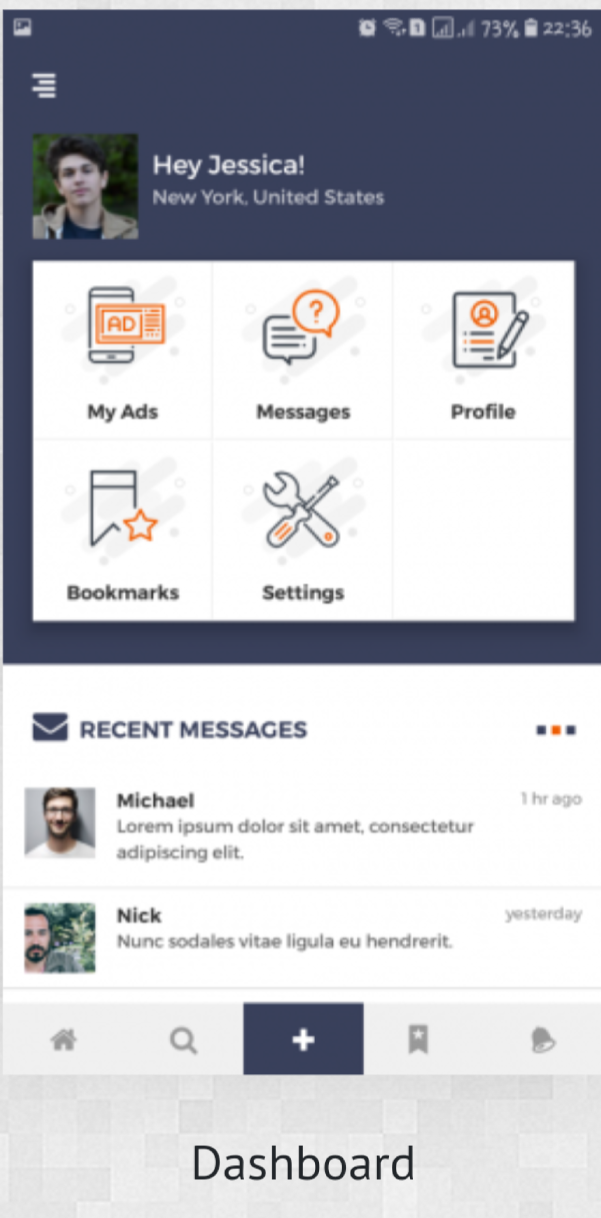 73% 22:36
Hey Jessica!
New York, United States
AD
?
My Ads
Messages
Profile
Bookmarks
Settings
RECENT MESSAGES
Michael
1 hr ago
Lorem ipsum dolor sit amet, consectetur
adipiscing elit.
Nick
yesterday
Nunc sodales vitae ligula eu hendrerit.
Dashboard